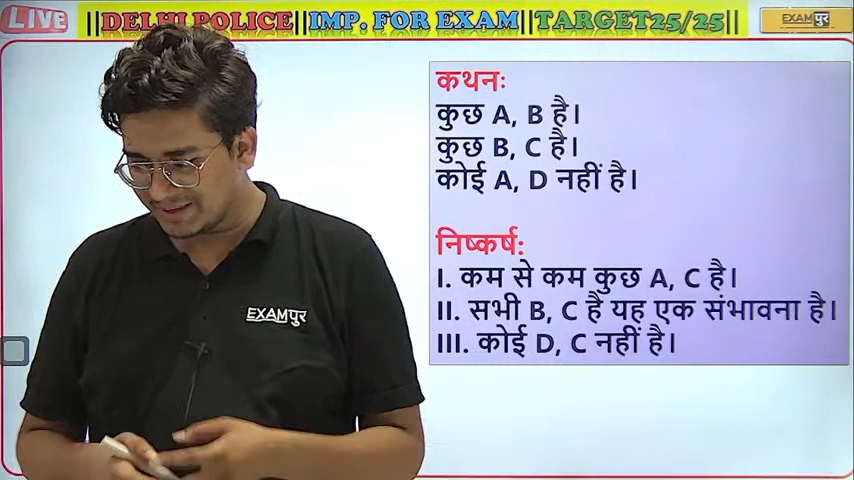 LIVE ||DELHI POLICE||IMP. FOR EXAM||TARGET25/25|| EXAMपुर
कथनः
कुछ A, B है।
कुछ B, C है।
कोई A, D नहीं है।
निष्कर्ष:
I. कम से कम कुछ A, C है।
II. सभी B, C है यह एक संभावना है।
III. कोई D, C नहीं है।
EXAMपुर